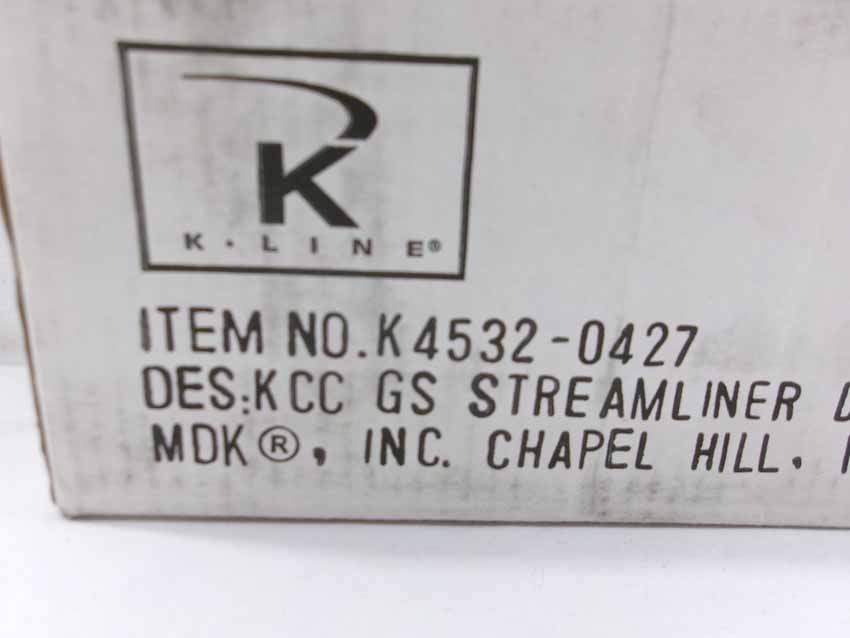 K
K·LINE®
ITEM NO.K4532-0427
DES:KCC GS STREAMLINER
MDK®, INC. CHAPEL HILL,